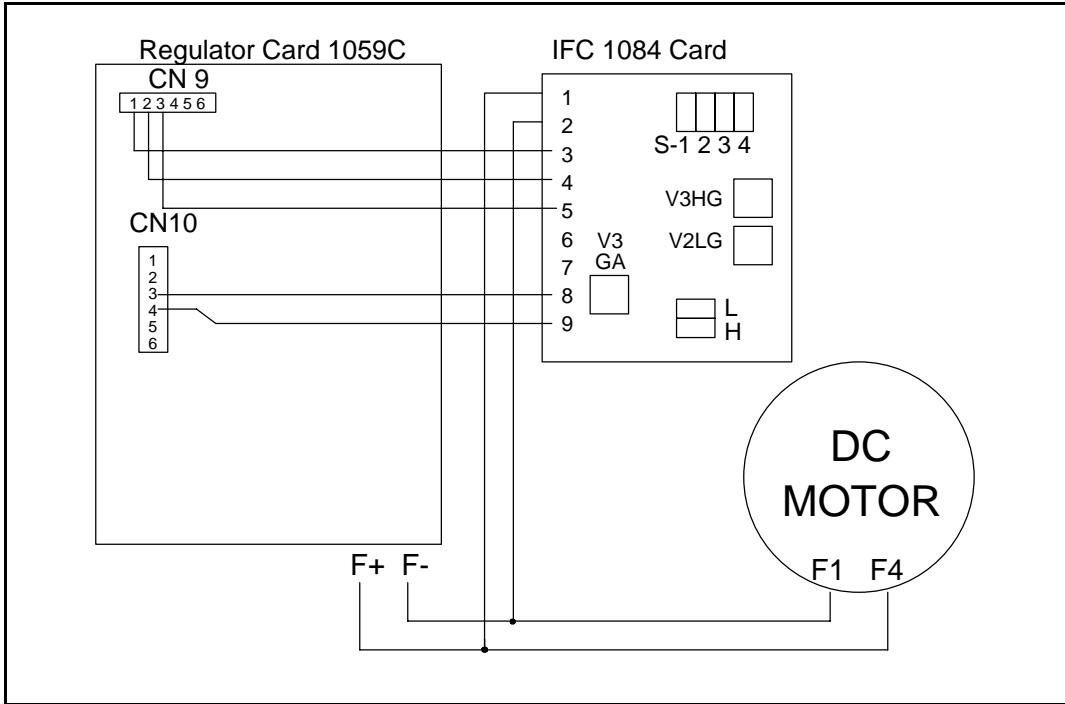 Regulator Card 1059C
CN 9
1 2 3 4 5 6
CN10
1
2
3
4
5
6
F+ F-
IFC 1084 Card
1
2
3
4
5
6
7
8
9
S-1 2 3 4
V3HG
V2LG
V3
GA
L
H
DC
MOTOR
F1 F4